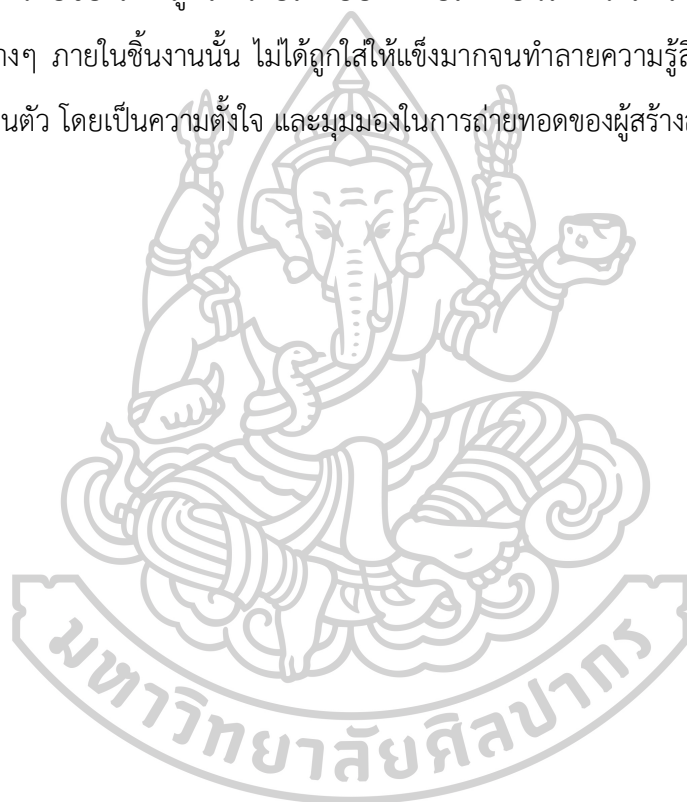 างๆ ภายในชิ้นงานนั้น ไม่ได้ถูกใส่ให้แข็งมากจนทำลายความรู้สึ
นตัว โดยเป็นความตั้งใจ และมุมมองในการถ่ายทอดของผู้สร้าง
มหาวิทยาลัยศิลปากร